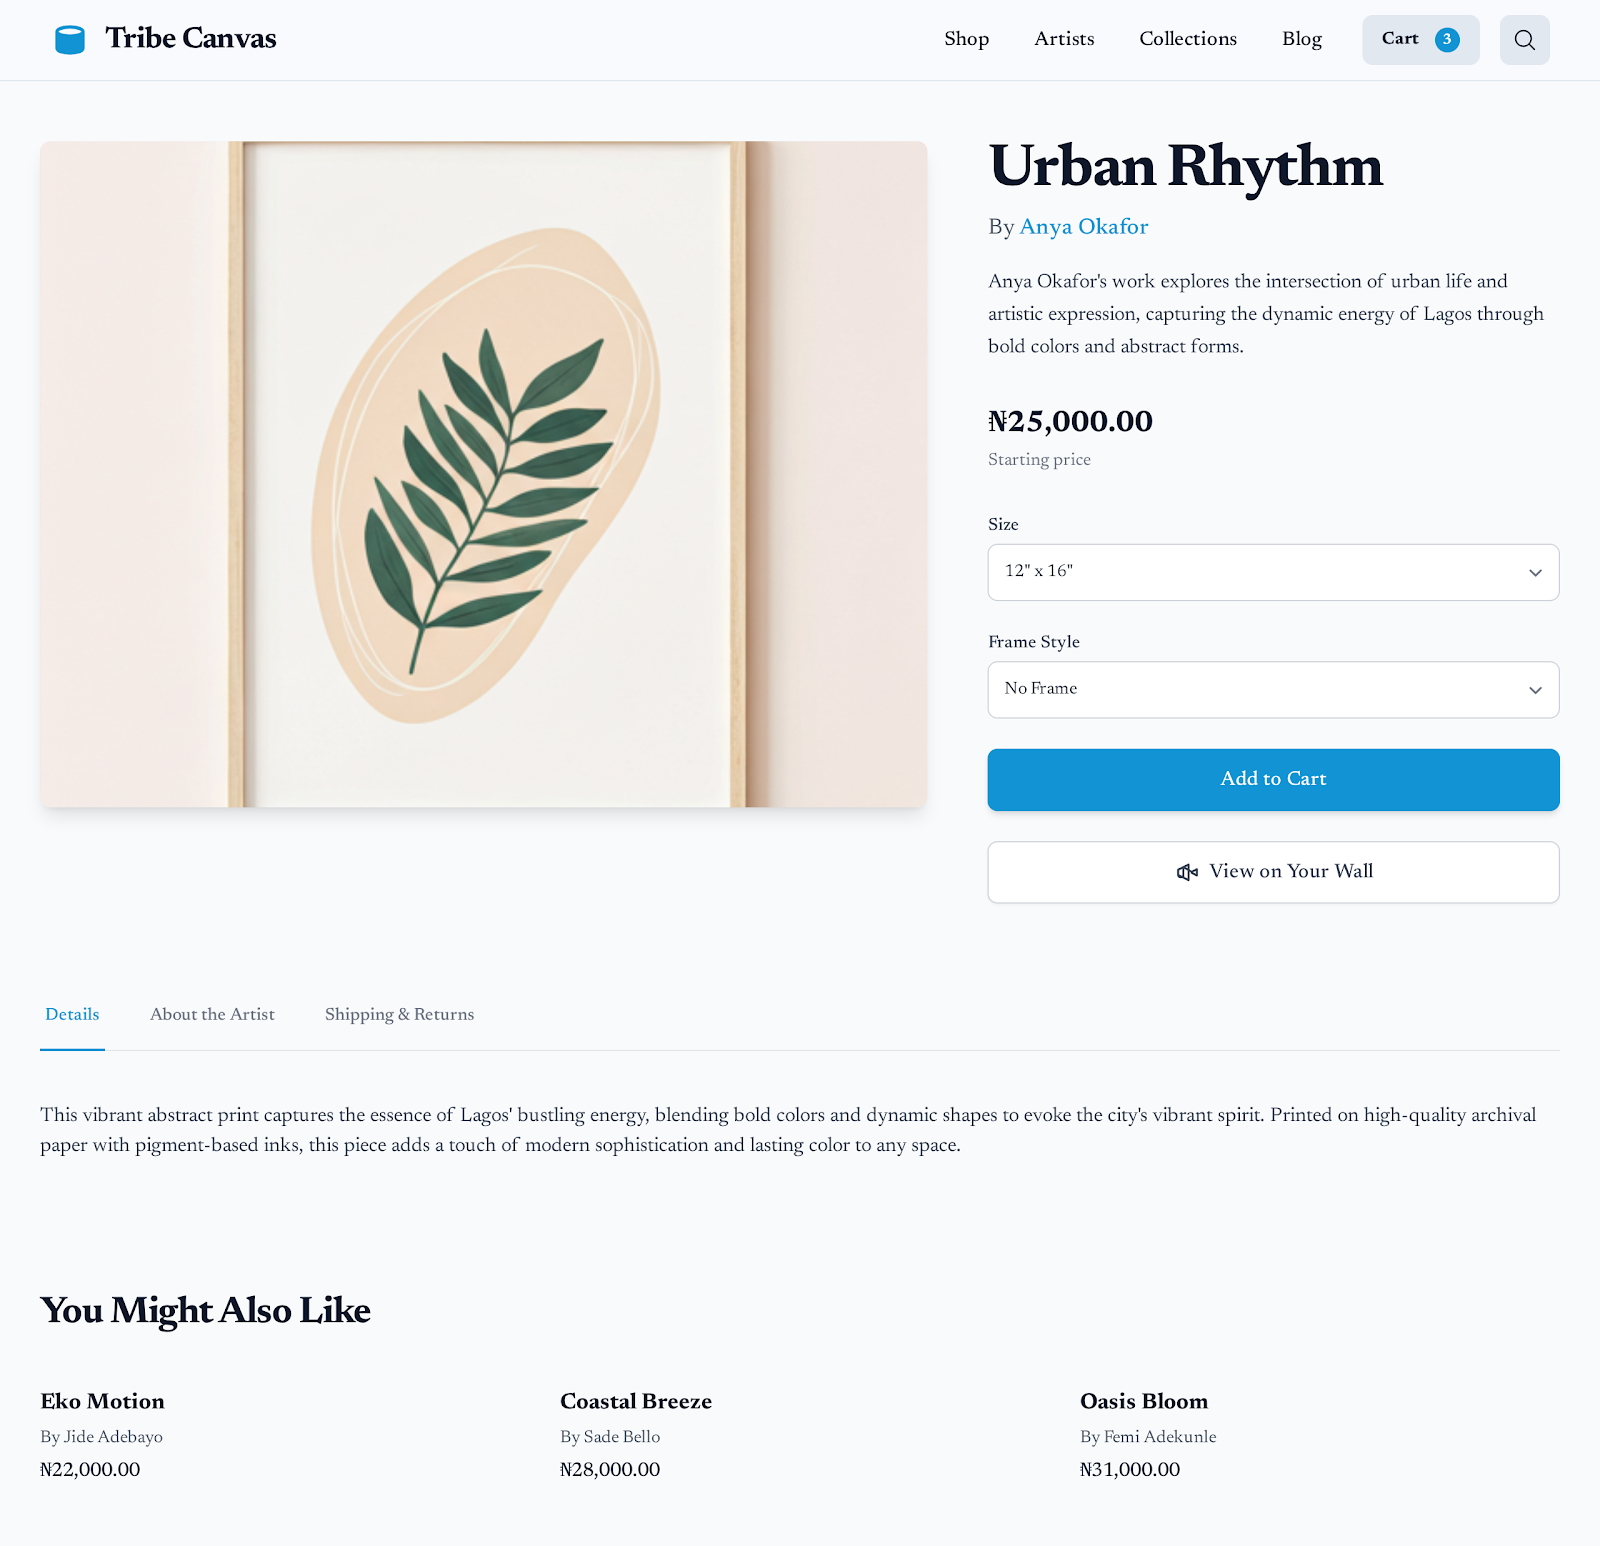 Tribe Canvas
Shop
Artists
Collections
Blog
Cart 3
Urban Rhythm
By Anya Okafor
Anya Okafor's work explores the intersection of urban life and
artistic expression, capturing the dynamic energy of Lagos through
bold colors and abstract forms.
₦25,000.00
Starting price
Size
12" x 16"
Frame Style
No Frame
Add to Cart
View on Your Wall
Details
About the Artist
Shipping & Returns
This vibrant abstract print captures the essence of Lagos' bustling energy, blending bold colors and dynamic shapes to evoke the city's vibrant spirit. Printed on high-quality archival
paper with pigment-based inks, this piece adds a touch of modern sophistication and lasting color to any space.
You Might Also Like
Eko Motion
By Jide Adebayo
₦22,000.00
Coastal Breeze
By Sade Bello
₦28,000.00
Oasis Bloom
By Femi Adekunle
₦31,000.00